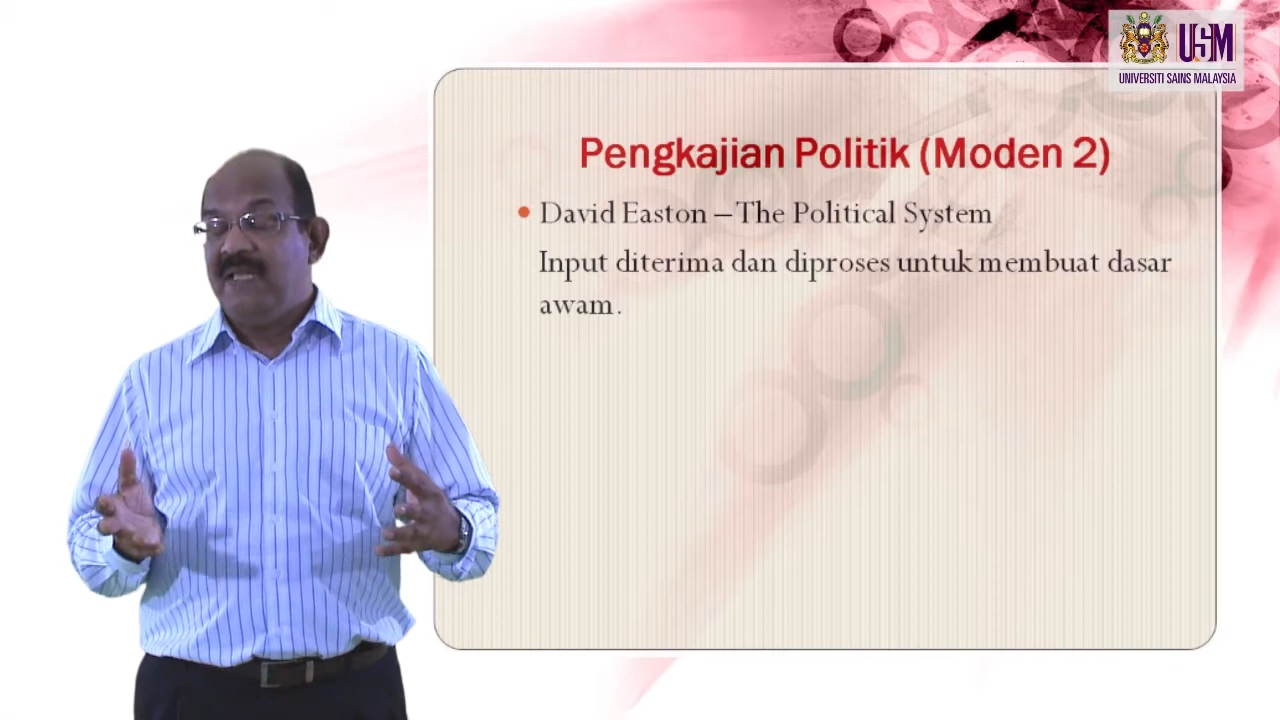 USM
UNIVERSITI SAINS MALAYSIA
Pengkajian Politik (Moden 2)
David Easton – The Political System
Input diterima dan diproses untuk membuat dasar
awam.